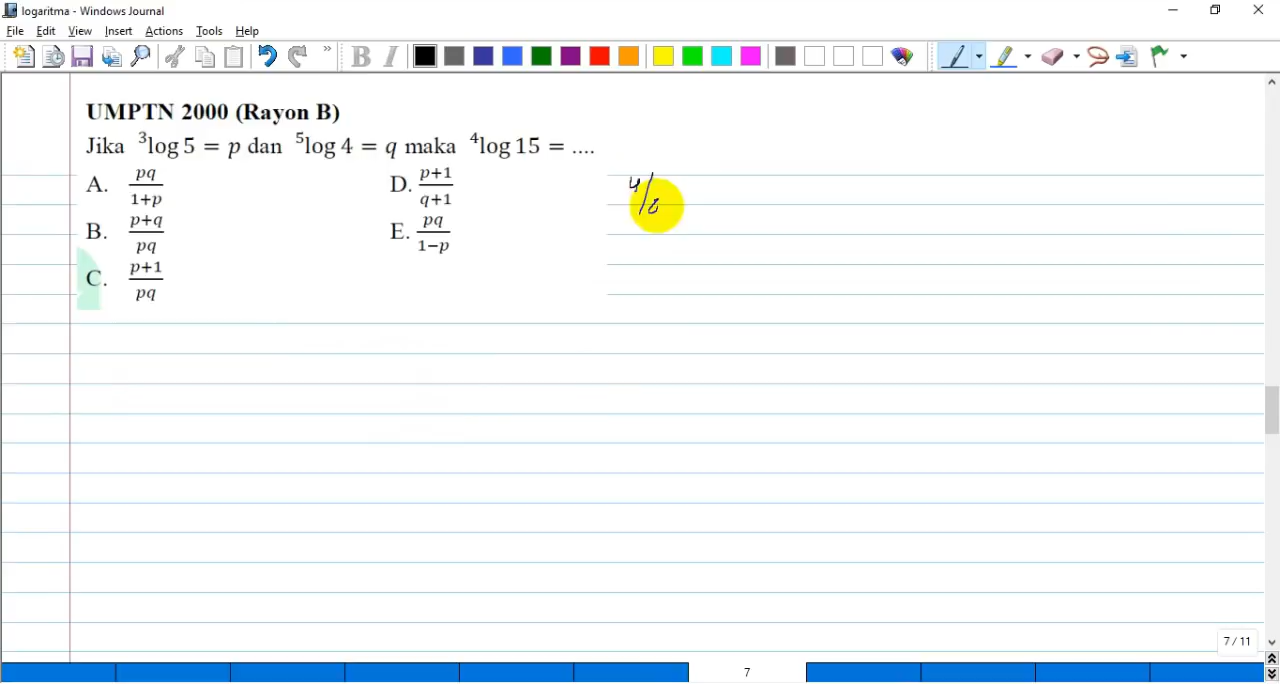 logaritma - Windows Journal
File Edit View Insert Actions Tools Help
UMPTN 2000 (Rayon B)
Jika ³log 5 = p dan ⁵log 4 = q maka ⁴log 15 = ....
A. pq/1+p D. p+1/q+1
B. p+q/pq E. pq/1−p
C. p+1/pq
7 / 11
7